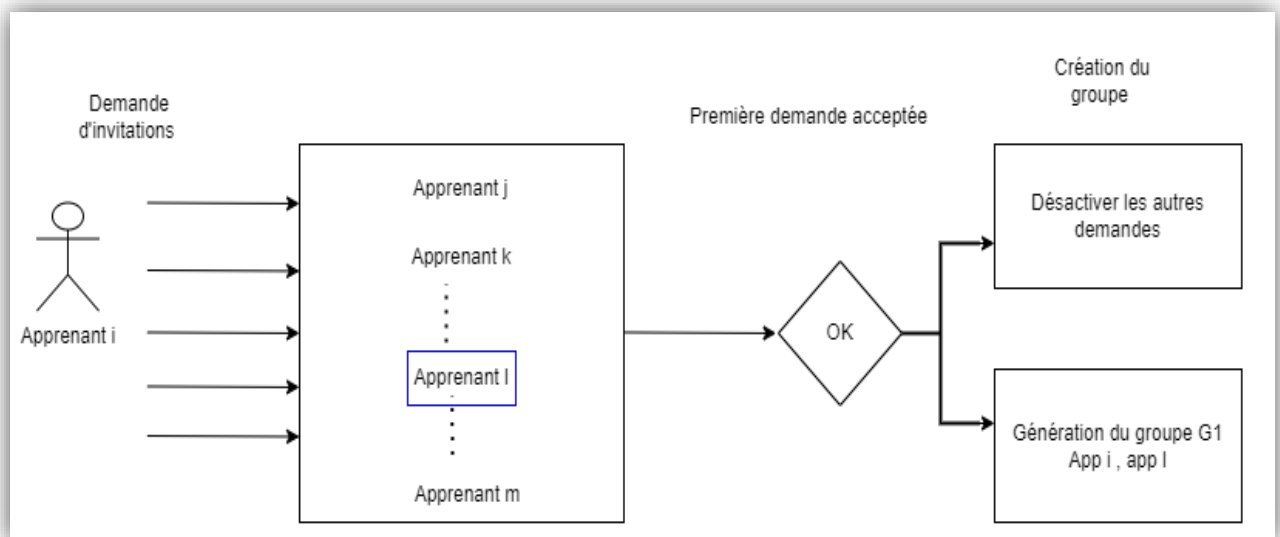 Demande
d'invitations
Apprenant i
Apprenant j
Apprenant k
Apprenant l
Apprenant m
Première demande acceptée
OK
Création du
groupe
Désactiver les autres
demandes
Génération du groupe G1
App i , app l